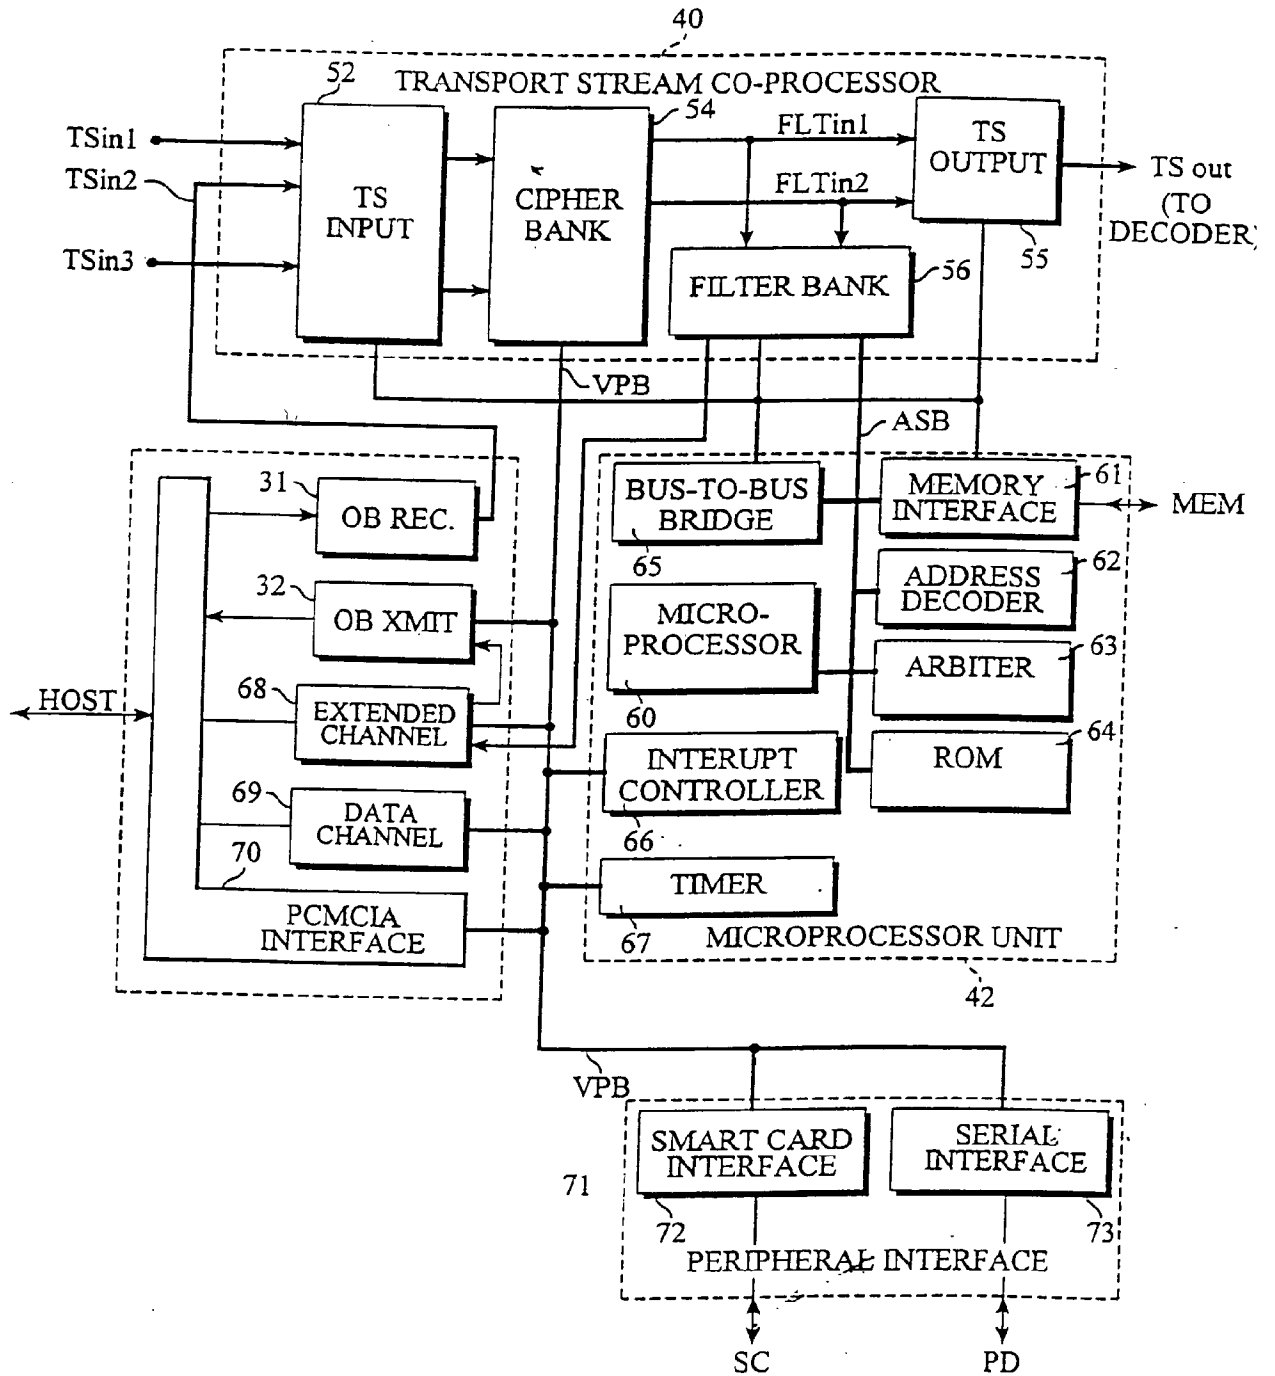 40
TRANSPORT STREAM CO-PROCESSOR
52
54
TSin1
TSin2
TSin3
TS
INPUT
CIPHER
BANK
FLTin1
FLTin2
TS
OUTPUT
TS out
(TO
DECODER)
55
FILTER BANK
56
VPB
ASB
31
OB REC.
32
OB XMIT
68
EXTENDED
CHANNEL
HOST
69
DATA
CHANNEL
70
PCMCIA
INTERFACE
BUS-TO-BUS
BRIDGE
65
MEMORY
INTERFACE
61
MEM
ADDRESS
DECODER
62
MICRO-
PROCESSOR
60
ARBITER
63
INTERUPT
CONTROLLER
66
ROM
64
TIMER
67
MICROPROCESSOR UNIT
42
VPB
SMART CARD
INTERFACE
72
SERIAL
INTERFACE
73
71
PERIPHERAL INTERFACE
SC
PD